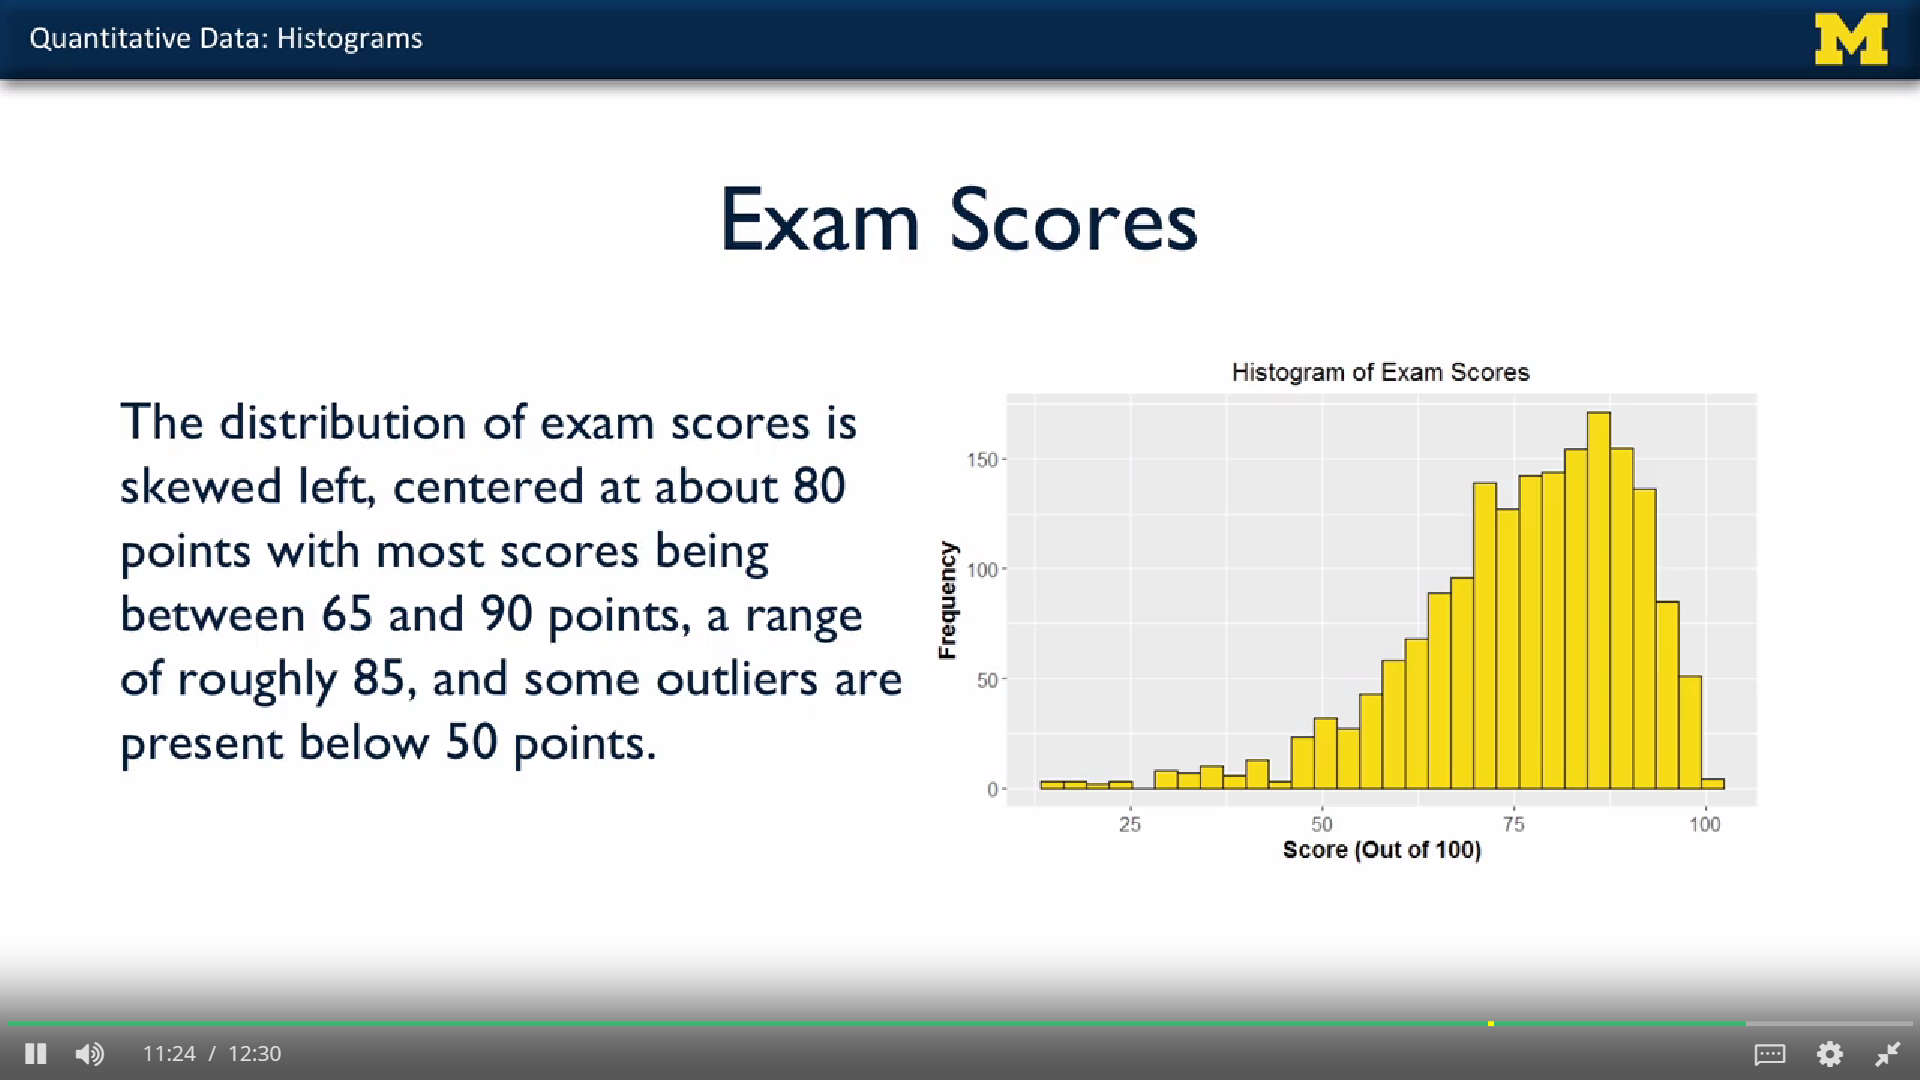 Quantitative Data: Histograms
M
Exam Scores
The distribution of exam scores is
skewed left, centered at about 80
points with most scores being
between 65 and 90 points, a range
of roughly 85, and some outliers are
present below 50 points.
Histogram of Exam Scores
Frequency
150
100
50
0
25 50 75 100
Score (Out of 100)
11:24 / 12:30